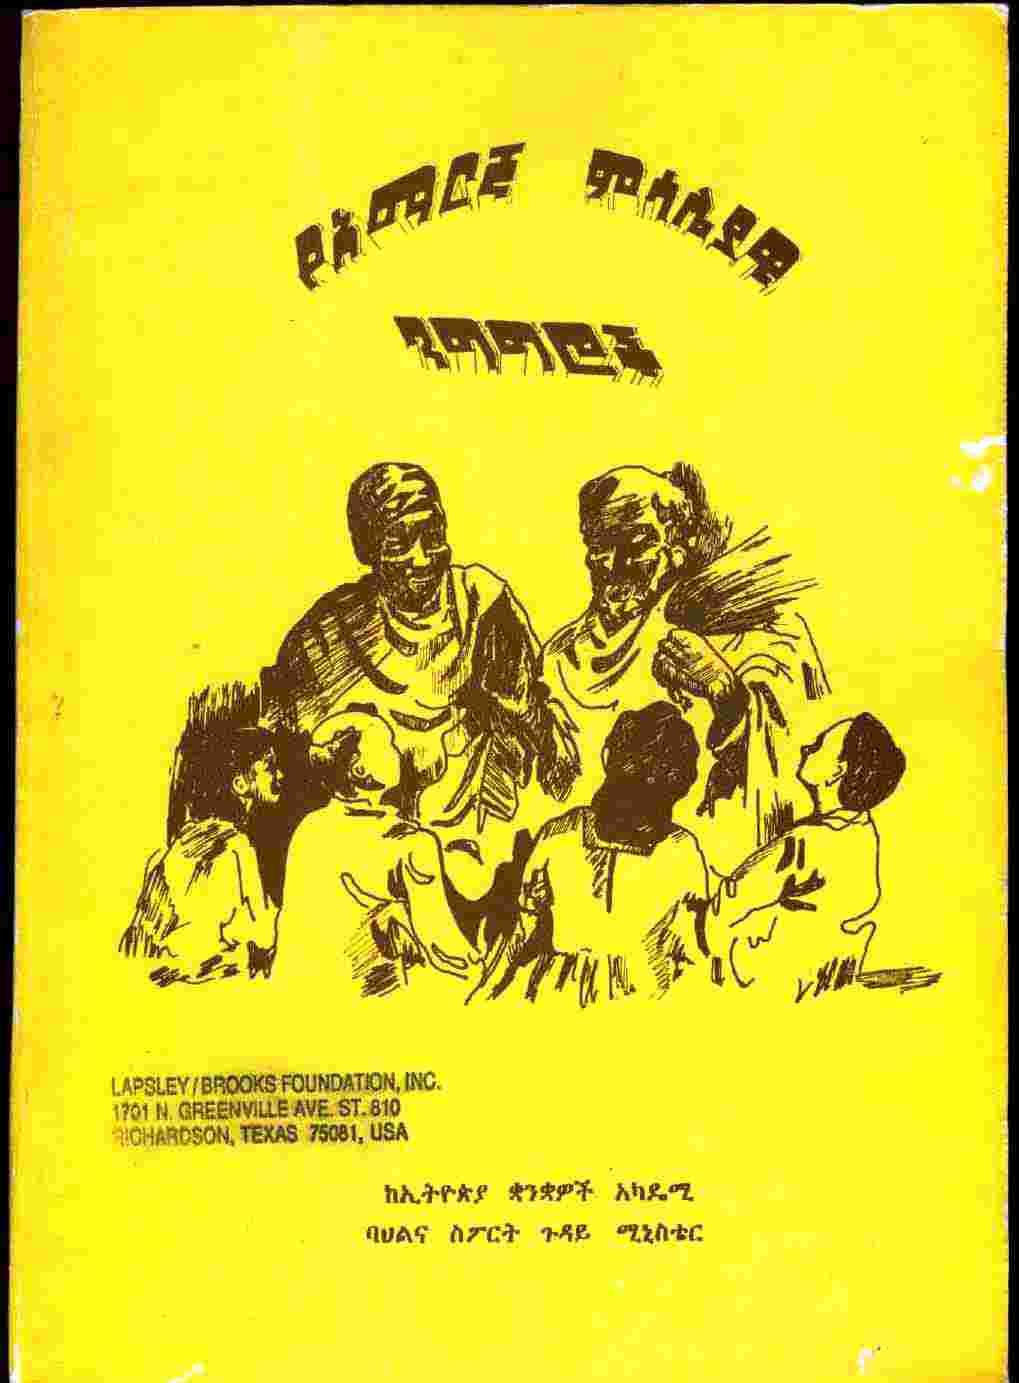 የአማርኛ ምሳሌያዊ
ንግግሮች
LAPSLEY/BROOKS FOUNDATION, INC.
1701 N. GREENVILLE AVE. ST. 810
RICHARDSON, TEXAS 75081, USA
ከኢትዮጵያ ቋንቋዎች አካዴሚ
ባህልና ስፖርት ጉዳይ ሚኒስቴር